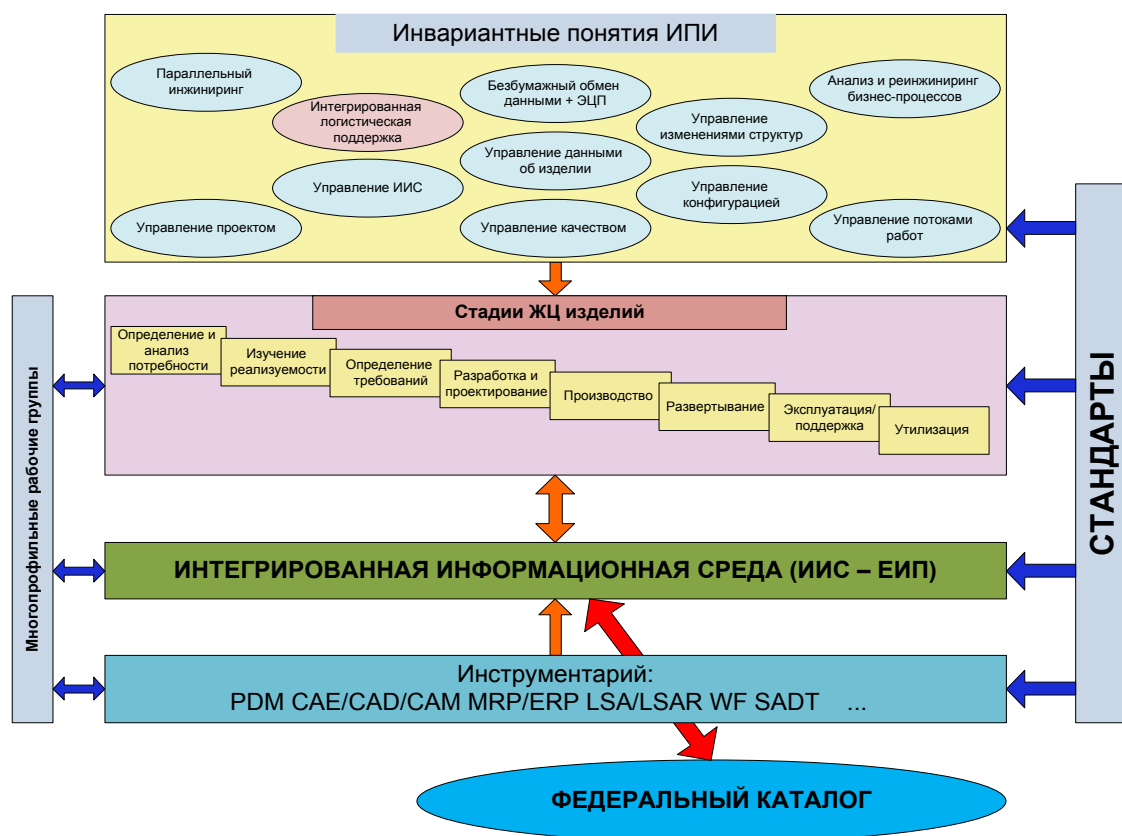 Инвариантные понятия ИПИ
Параллельный
инжиниринг
Безбумажный обмен
данными + ЭЦП
Анализ и реинжиниринг
бизнес-процессов
Интегрированная
логистическая
поддержка
Управление
изменениями структур
Управление данными
об изделии
Управление ИИС
Управление
конфигурацией
Управление проектом
Управление качеством
Управление потоками
работ
Стадии ЖЦ изделий
Определение и
анализ
потребности
Изучение
реализуемости
Определение
требований
Разработка и
проектирование
Производство
Развертывание
Эксплуатация/
поддержка
Утилизация
Многопрофильные рабочие группы
СТАНДАРТЫ
ИНТЕГРИРОВАННАЯ ИНФОРМАЦИОННАЯ СРЕДА (ИИС – ЕИП)
Инструментарий:
PDM CAE/CAD/CAM MRP/ERP LSA/LSAR WF SADT ...
ФЕДЕРАЛЬНЫЙ КАТАЛОГ